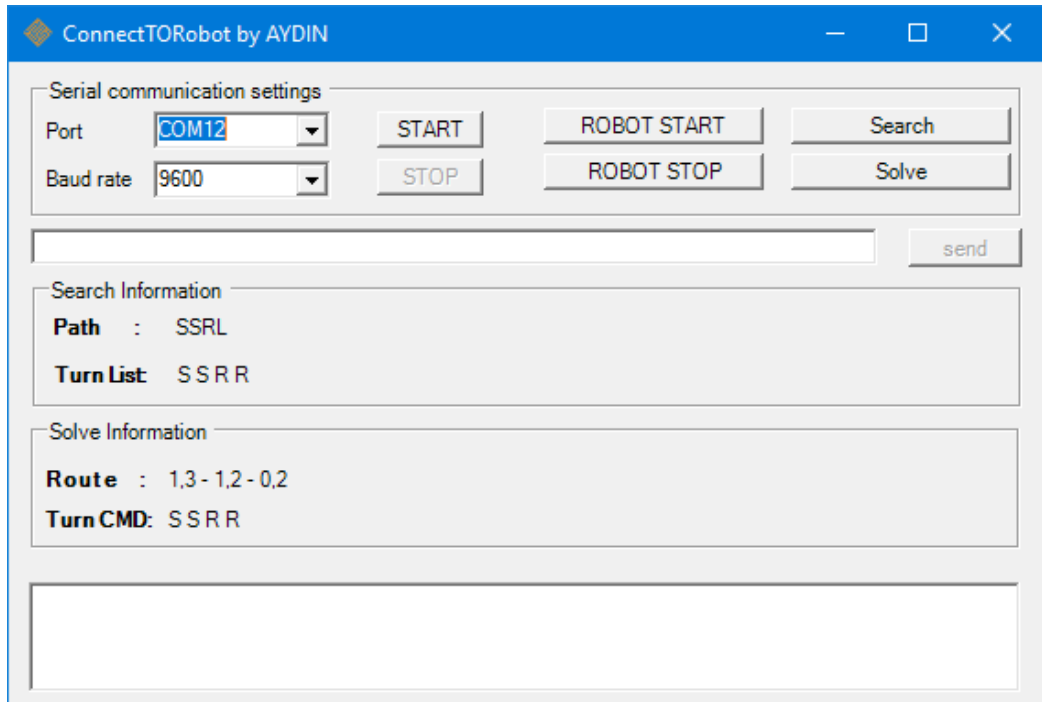 ConnectTORobot by AYDIN
Serial communication settings
Port COM12 START ROBOT START Search
Baud rate 9600 STOP ROBOT STOP Solve
send
Search Information
Path : SSRL
Turn List: S S R R
Solve Information
Route : 1,3 - 1,2 - 0,2
Turn CMD: S S R R